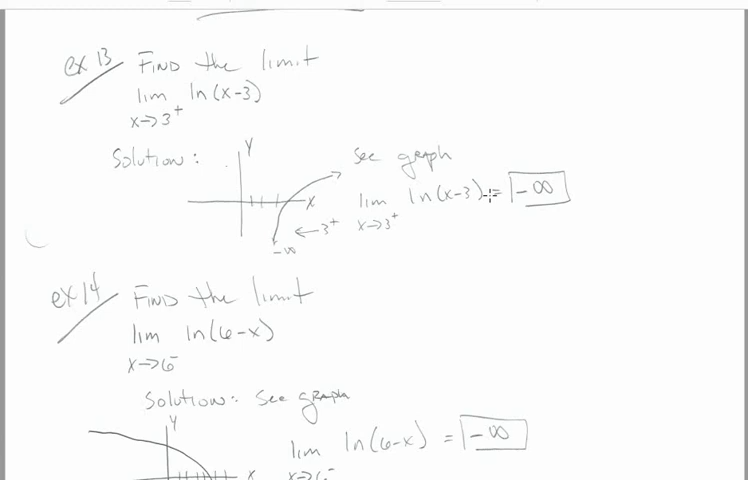 ex 13 Find the limit
lim ln(x-3)
x→3⁺
Solution:
Y
See graph
X
lim ln(x-3) = -∞
x→3⁺
←3⁺
-∞
ex 14 Find the limit
lim ln(6-x)
x→6⁻
Solution: See graph
Y
lim ln(6-x) = -∞
X
x→6⁻